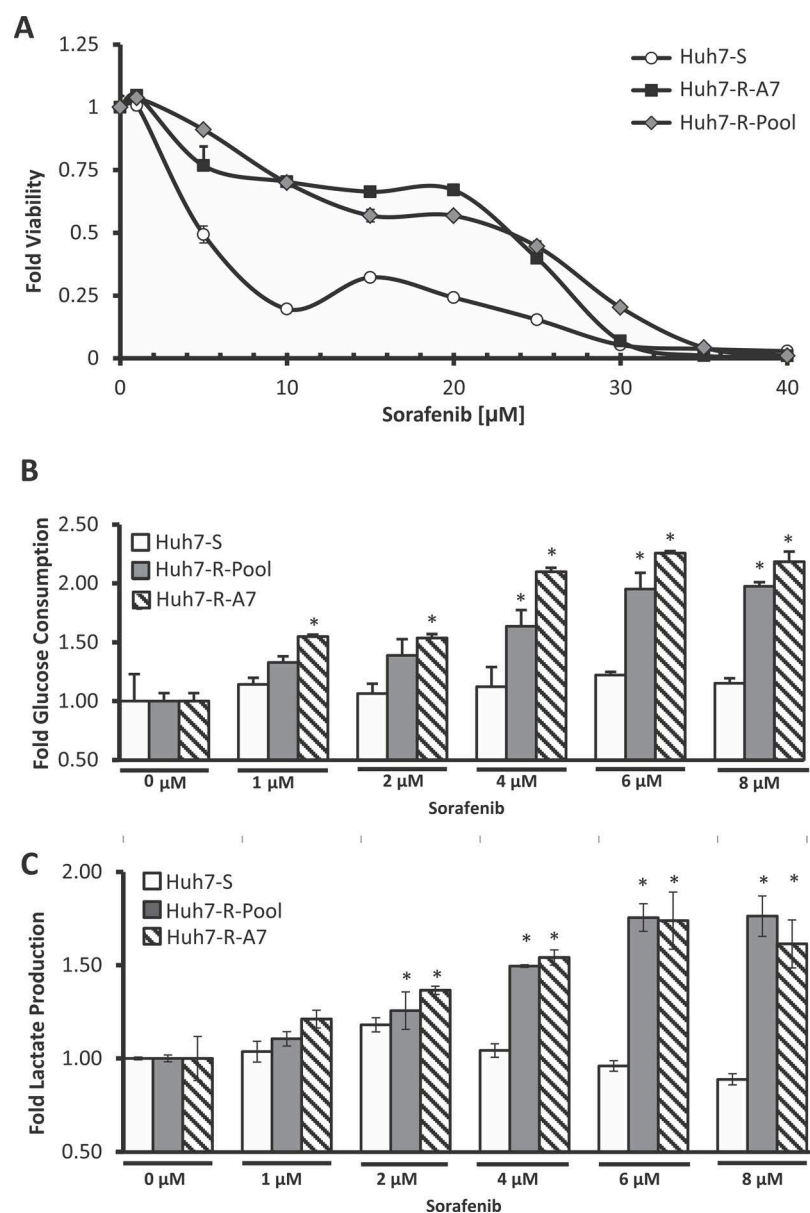 A
1.25
1
0.75
0.5
0.25
0
Fold Viability
Huh7-S
Huh7-R-A7
Huh7-R-Pool
0 10 20 30 40
Sorafenib [µM]
B
2.50
2.00
1.50
1.00
0.50
Fold Glucose Consumption
Huh7-S
Huh7-R-Pool
Huh7-R-A7
* * * * * * * *
0 µM 1 µM 2 µM 4 µM 6 µM 8 µM
Sorafenib
C
2.00
1.50
1.00
0.50
Fold Lactate Production
Huh7-S
Huh7-R-Pool
Huh7-R-A7
* * * * * * * *
0 µM 1 µM 2 µM 4 µM 6 µM 8 µM
Sorafenib